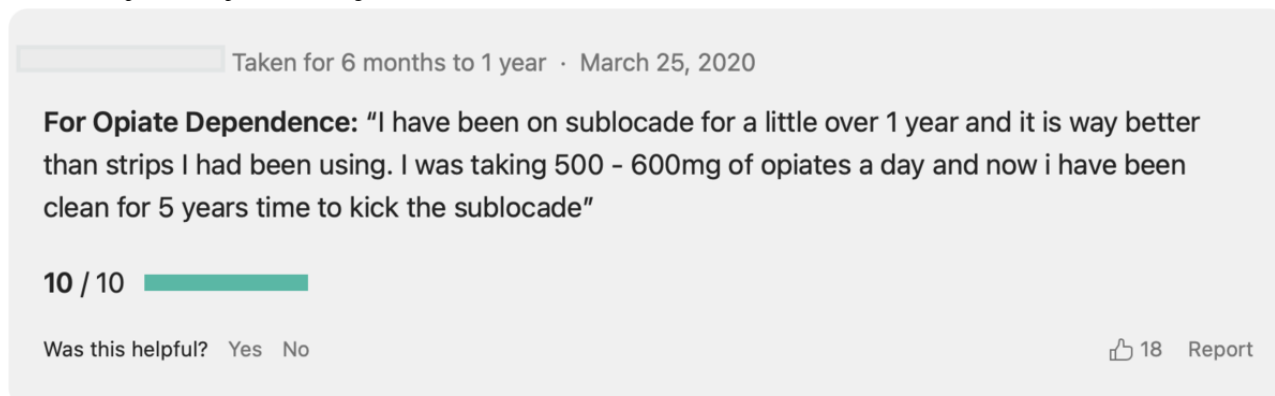 Taken for 6 months to 1 year · March 25, 2020
For Opiate Dependence: “I have been on sublocade for a little over 1 year and it is way better
than strips I had been using. I was taking 500 - 600mg of opiates a day and now i have been
clean for 5 years time to kick the sublocade”
10 / 10
Was this helpful? Yes No 18 Report